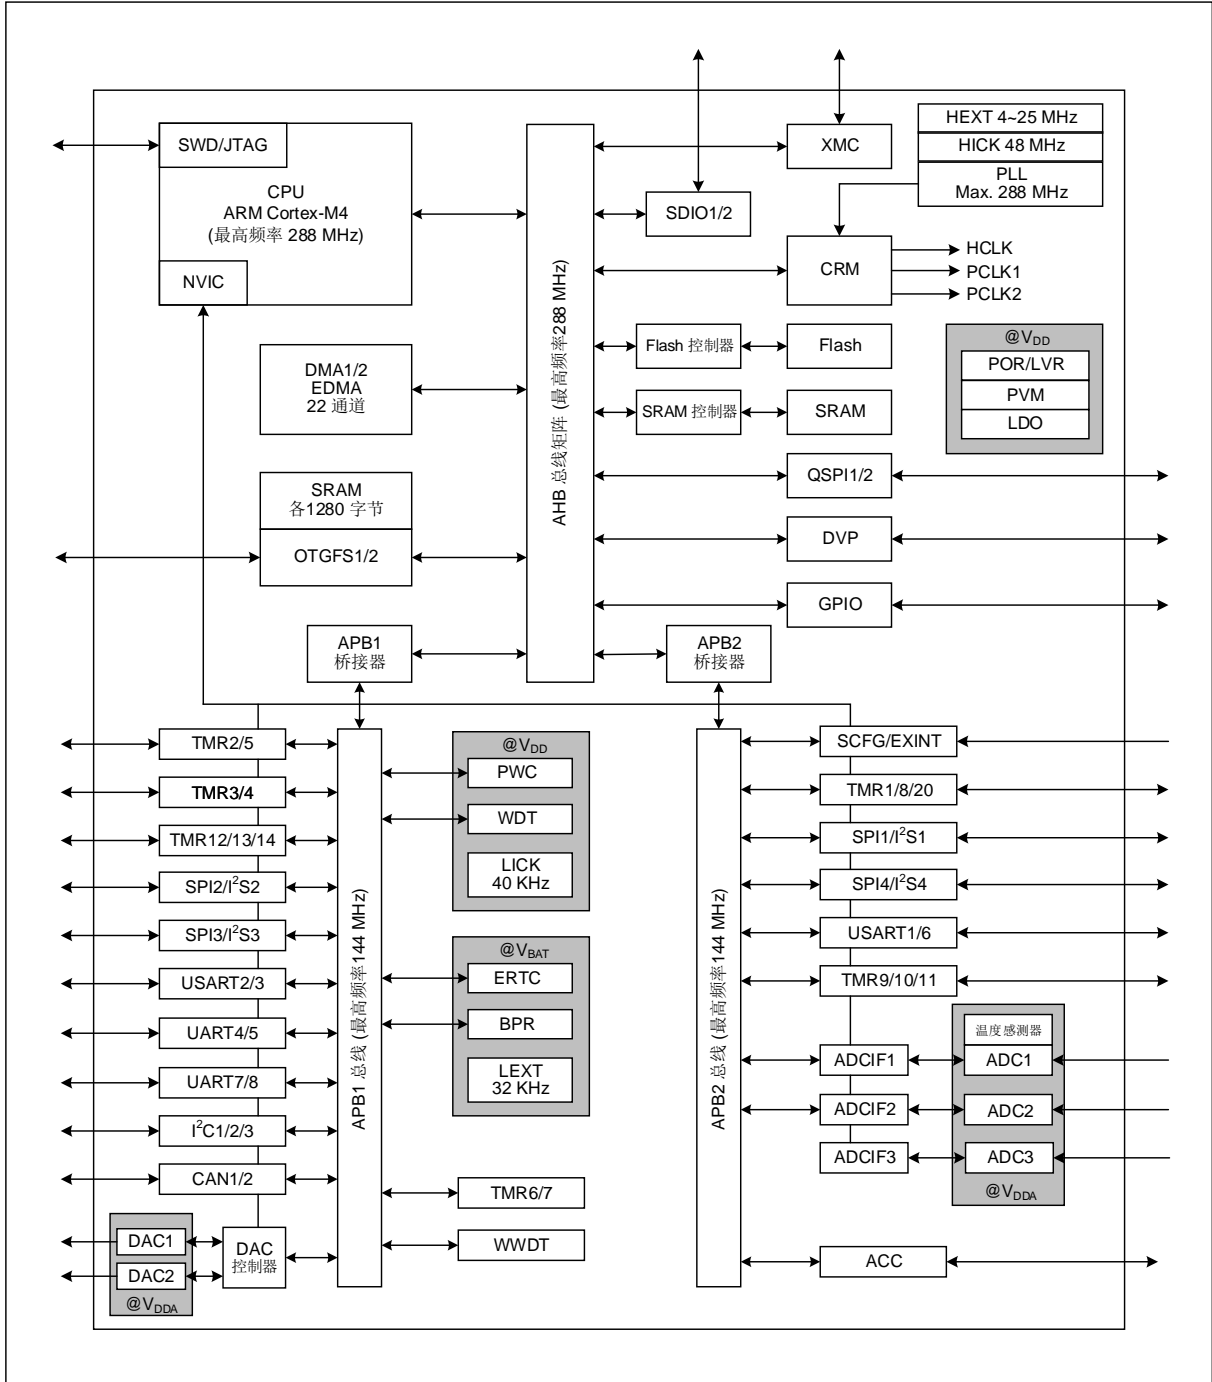 SWD/JTAG
CPU
ARM Cortex-M4
(最高频率 288 MHz)
NVIC
DMA1/2
EDMA
22 通道
SRAM
各1280 字节
OTGFS1/2
AHB 总线矩阵 (最高频率288 MHz)
XMC
SDIO1/2
HEXT 4~25 MHz
HICK 48 MHz
PLL
Max. 288 MHz
CRM
HCLK
PCLK1
PCLK2
Flash 控制器
Flash
SRAM 控制器
SRAM
@VDD
POR/LVR
PVM
LDO
QSPI1/2
DVP
GPIO
APB1
桥接器
APB2
桥接器
TMR2/5
TMR3/4
TMR12/13/14
SPI2/I²S2
SPI3/I²S3
USART2/3
UART4/5
UART7/8
I²C1/2/3
CAN1/2
DAC1
DAC2
@VDDA
DAC
控制器
APB1 总线 (最高频率144 MHz)
@VDD
PWC
WDT
LICK
40 KHz
@VBAT
ERTC
BPR
LEXT
32 KHz
TMR6/7
WWDT
APB2 总线 (最高频率144 MHz)
SCFG/EXINT
TMR1/8/20
SPI1/I²S1
SPI4/I²S4
USART1/6
TMR9/10/11
ADCIF1
ADCIF2
ADCIF3
温度感测器
ADC1
ADC2
ADC3
@VDDA
ACC